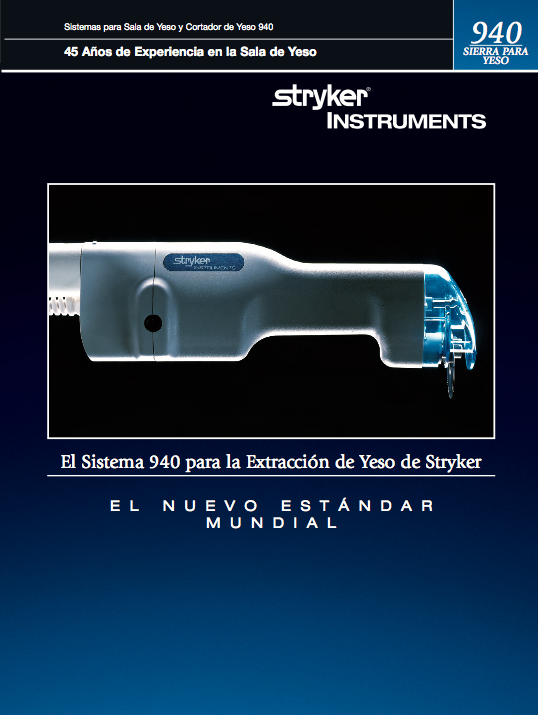 Sistemas para Sala de Yeso y Cortador de Yeso 940
45 Años de Experiencia en la Sala de Yeso
940
SIERRA PARA
YESO
stryker®
INSTRUMENTS
stryker
INSTRUMENTS
El Sistema 940 para la Extracción de Yeso de Stryker
EL NUEVO ESTÁNDAR
MUNDIAL